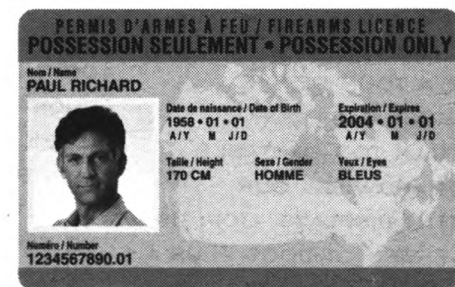 PERMIS D'ARMES À FEU / FIREARMS LICENCE
POSSESSION SEULEMENT • POSSESSION ONLY
Nom / Name
PAUL RICHARD
Date de naissance / Date of Birth
1958 • 01 • 01
A/Y M J/D
Expiration / Expires
2004 • 01 • 01
A/Y M J/D
Taille / Height
170 CM
Sexe / Gender
HOMME
Yeux / Eyes
BLEUS
Numéro / Number
1234567890.01